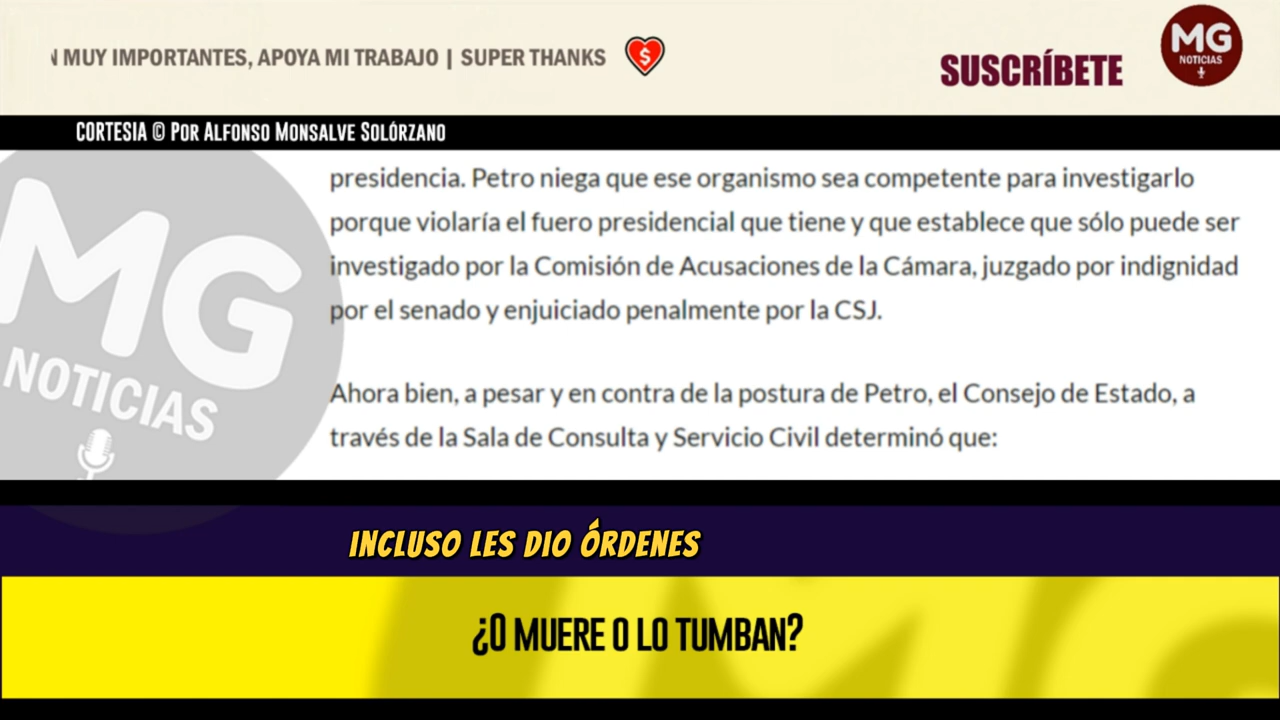 N MUY IMPORTANTES, APOYA MI TRABAJO | SUPER THANKS
SUSCRÍBETE
MG
NOTICIAS
CORTESIA © POR ALFONSO MONSALVE SOLÓRZANO
presidencia. Petro niega que ese organismo sea competente para investigarlo
porque violaría el fuero presidencial que tiene y que establece que sólo puede ser
investigado por la Comisión de Acusaciones de la Cámara, juzgado por indignidad
por el senado y enjuiciado penalmente por la CSJ.
Ahora bien, a pesar y en contra de la postura de Petro, el Consejo de Estado, a
través de la Sala de Consulta y Servicio Civil determinó que:
MG
NOTICIAS
INCLUSO LES DIO ÓRDENES
¿O MUERE O LO TUMBAN?